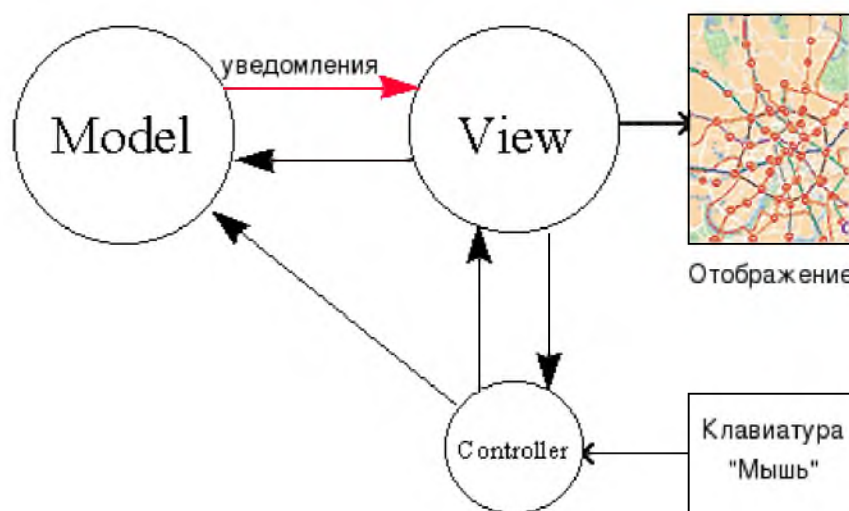 уведомления
Model
View
Отображение
Controller
Клавиатура
"Мышь"